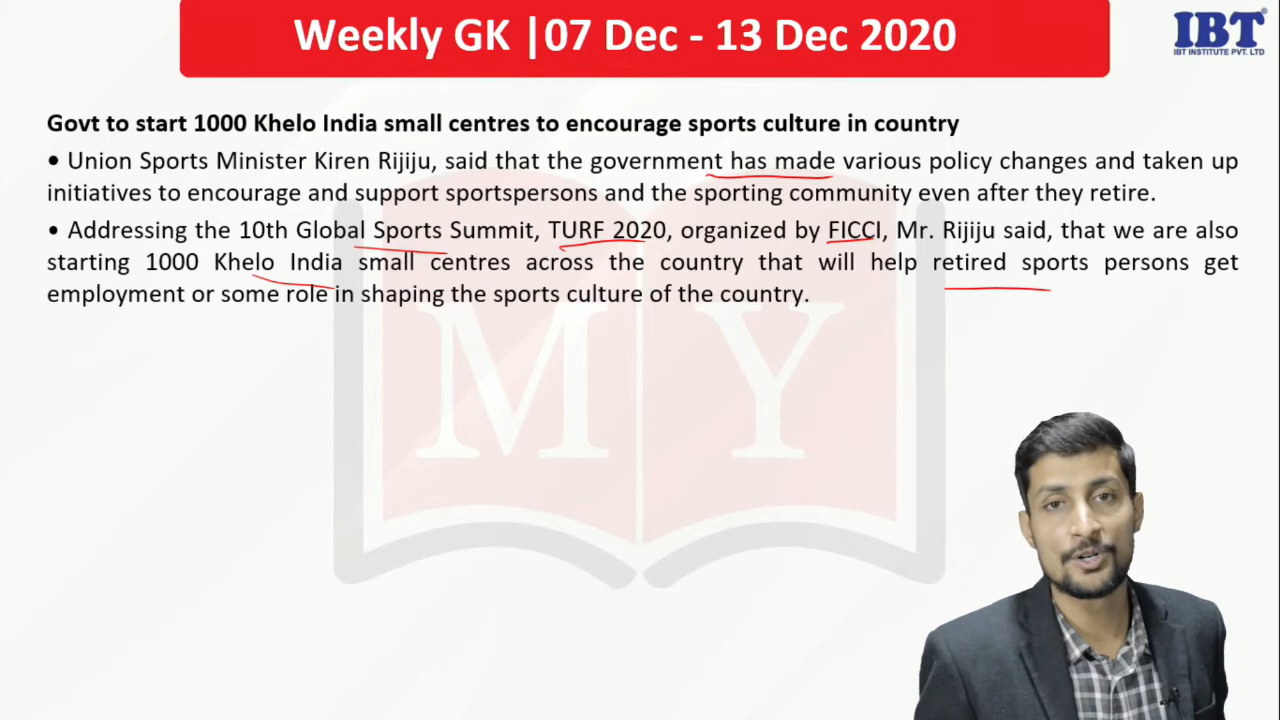 Weekly GK |07 Dec - 13 Dec 2020
IBT®
IBT INSTITUTE PVT. LTD
Govt to start 1000 Khelo India small centres to encourage sports culture in country
• Union Sports Minister Kiren Rijiju, said that the government has made various policy changes and taken up
initiatives to encourage and support sportspersons and the sporting community even after they retire.
• Addressing the 10th Global Sports Summit, TURF 2020, organized by FICCI, Mr. Rijiju said, that we are also
starting 1000 Khelo India small centres across the country that will help retired sports persons get
employment or some role in shaping the sports culture of the country.
M Y